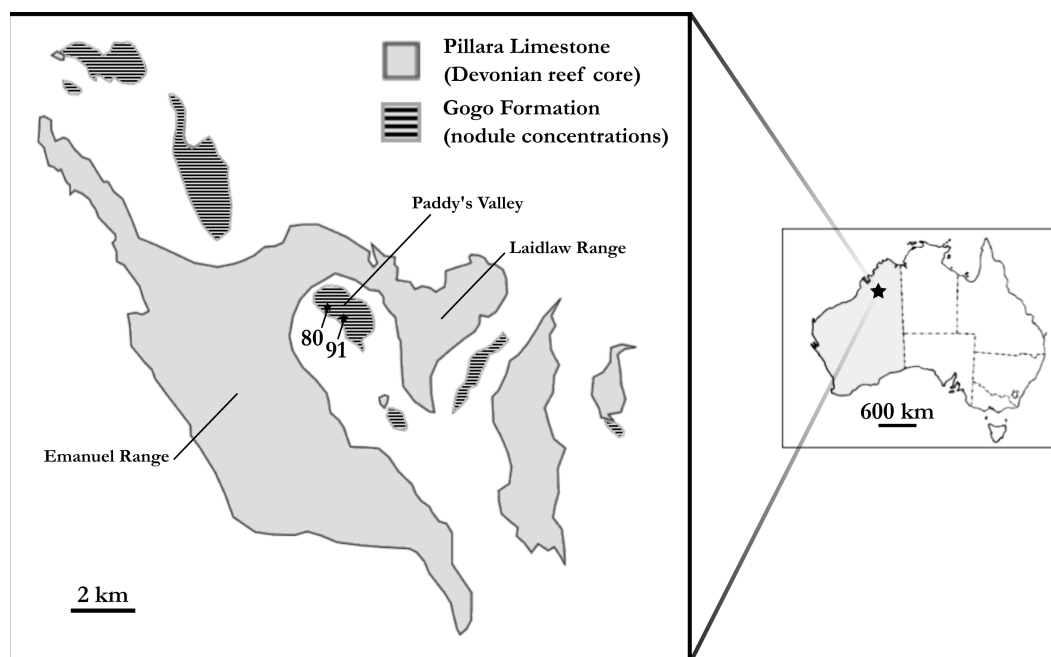 Pillara Limestone
(Devonian reef core)
Gogo Formation
(nodule concentrations)
Paddy's Valley
Laidlaw Range
80
91
Emanuel Range
2 km
600 km